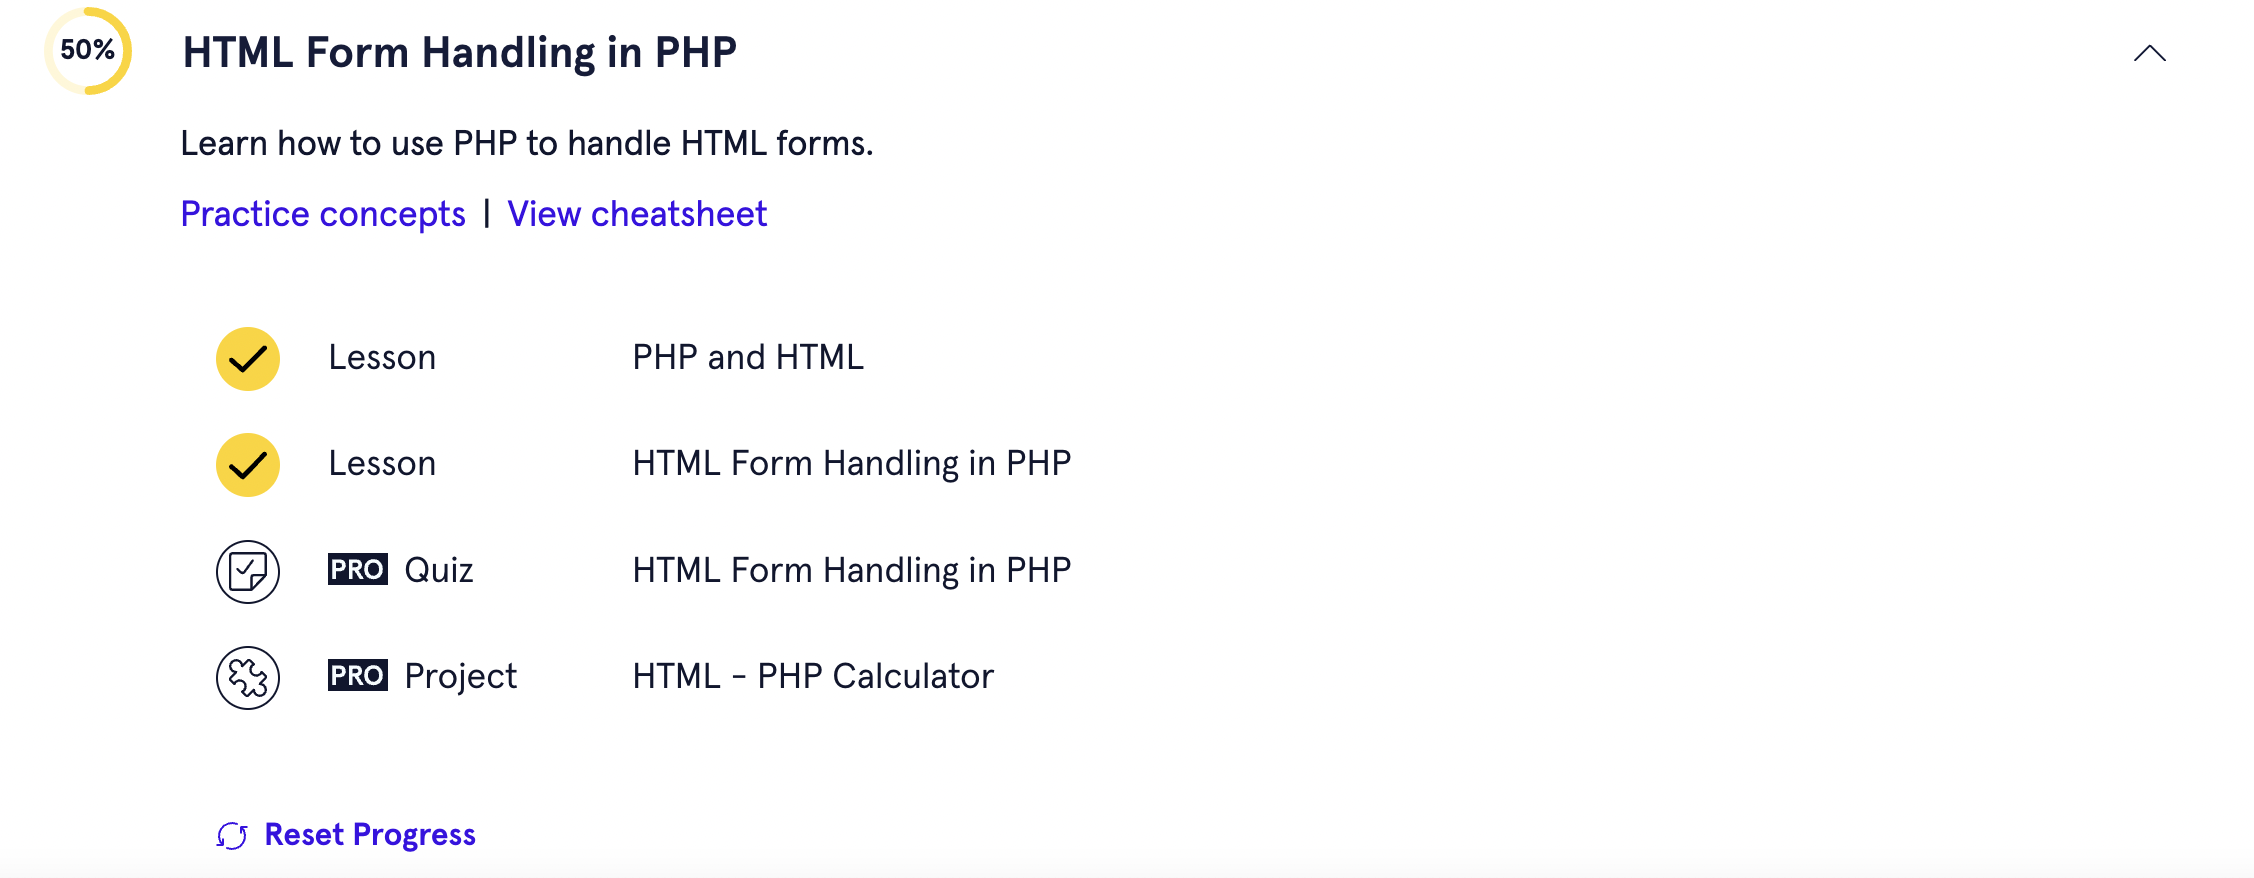 50% HTML Form Handling in PHP
Learn how to use PHP to handle HTML forms.
Practice concepts | View cheatsheet
Lesson PHP and HTML
Lesson HTML Form Handling in PHP
PRO Quiz HTML Form Handling in PHP
PRO Project HTML - PHP Calculator
Reset Progress